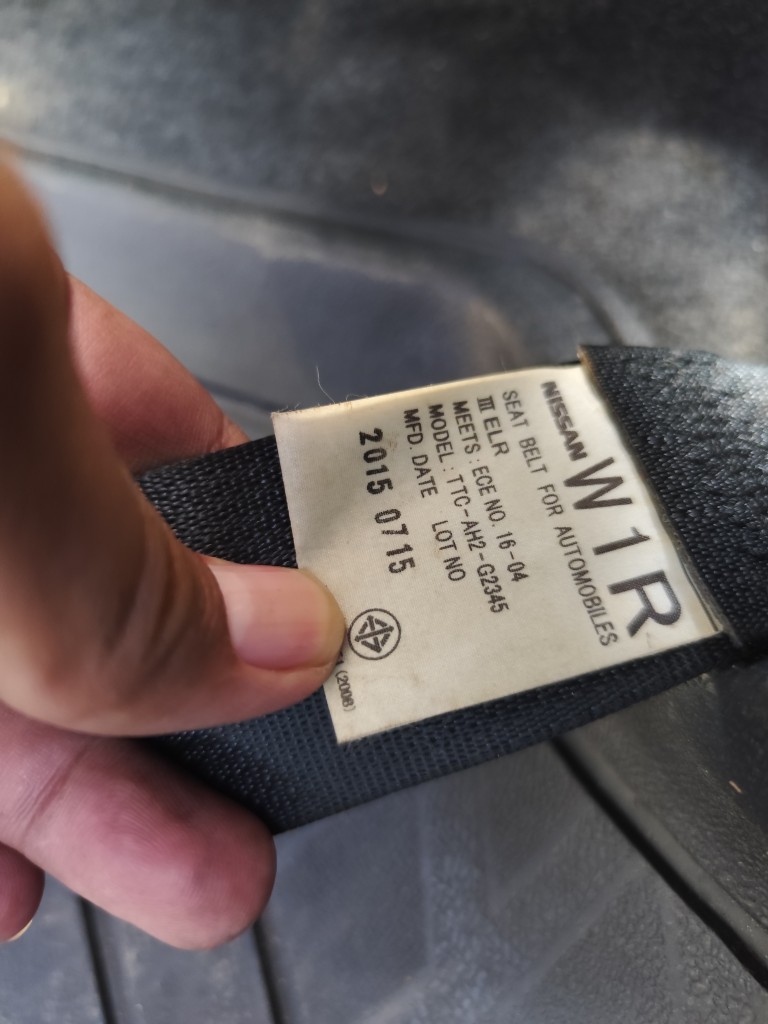 NISSAN W1R
SEAT BELT FOR AUTOMOBILES
Ⅲ ELR
MEETS : ECE NO. 16-04
MODEL : TTC-AH2-G2345
MFD. DATE LOT NO
2015 0715
(2008)